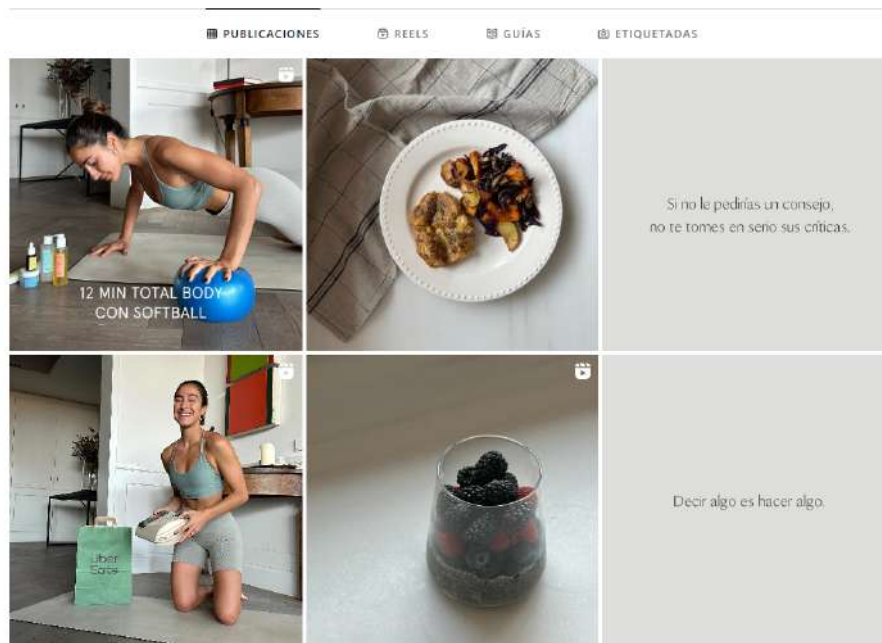 PUBLICACIONES
REELS
GUÍAS
ETIQUETADAS
12 MIN TOTAL BODY
CON SOFTBALL
Si no le pedirías un consejo,
no te tomes en serio sus críticas.
Uber
Eats
Decir algo es hacer algo.